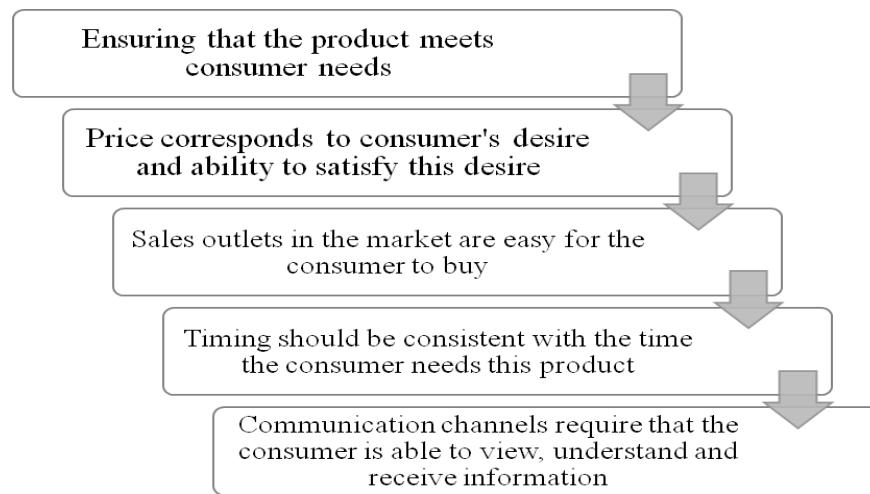 Ensuring that the product meets
consumer needs
Price corresponds to consumer's desire
and ability to satisfy this desire
Sales outlets in the market are easy for the
consumer to buy
Timing should be consistent with the time
the consumer needs this product
Communication channels require that the
consumer is able to view, understand and
receive information